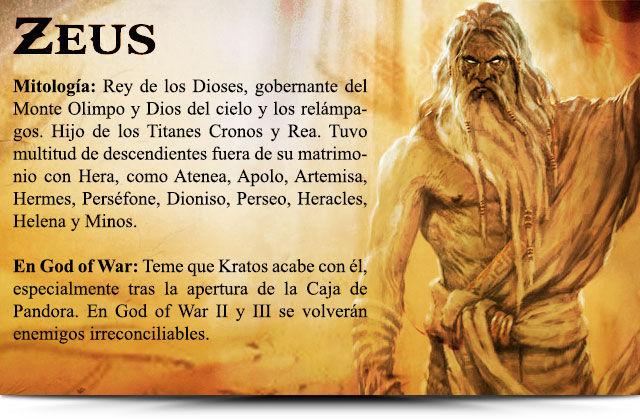 ZEUS
Mitología: Rey de los Dioses, gobernante del
Monte Olimpo y Dios del cielo y los relámpa-
gos. Hijo de los Titanes Cronos y Rea. Tuvo
multitud de descendientes fuera de su matrimo-
nio con Hera, como Atenea, Apolo, Artemisa,
Hermes, Perséfone, Dioniso, Perseo, Heracles,
Helena y Minos.
En God of War: Teme que Kratos acabe con él,
especialmente tras la apertura de la Caja de
Pandora. En God of War II y III se volverán
enemigos irreconciliables.